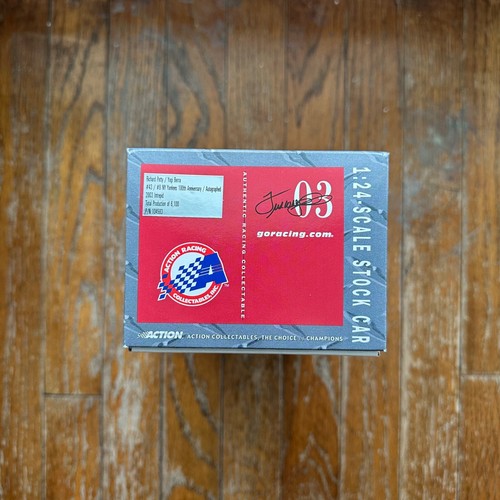 Richard Petty / Yogi Berra
#43 / #8 NY Yankees 100th Anniversary / Autographed
2003 Intrepid
Total Production of 8,100
P/N 104503
AUTHENTIC RACING COLLECTABLE
03
goracing.com
1:24-SCALE STOCK CAR
ACTION RACING
COLLECTABLES, INC.
ACTION
ACTION COLLECTABLES, THE CHOICE CHAMPIONS